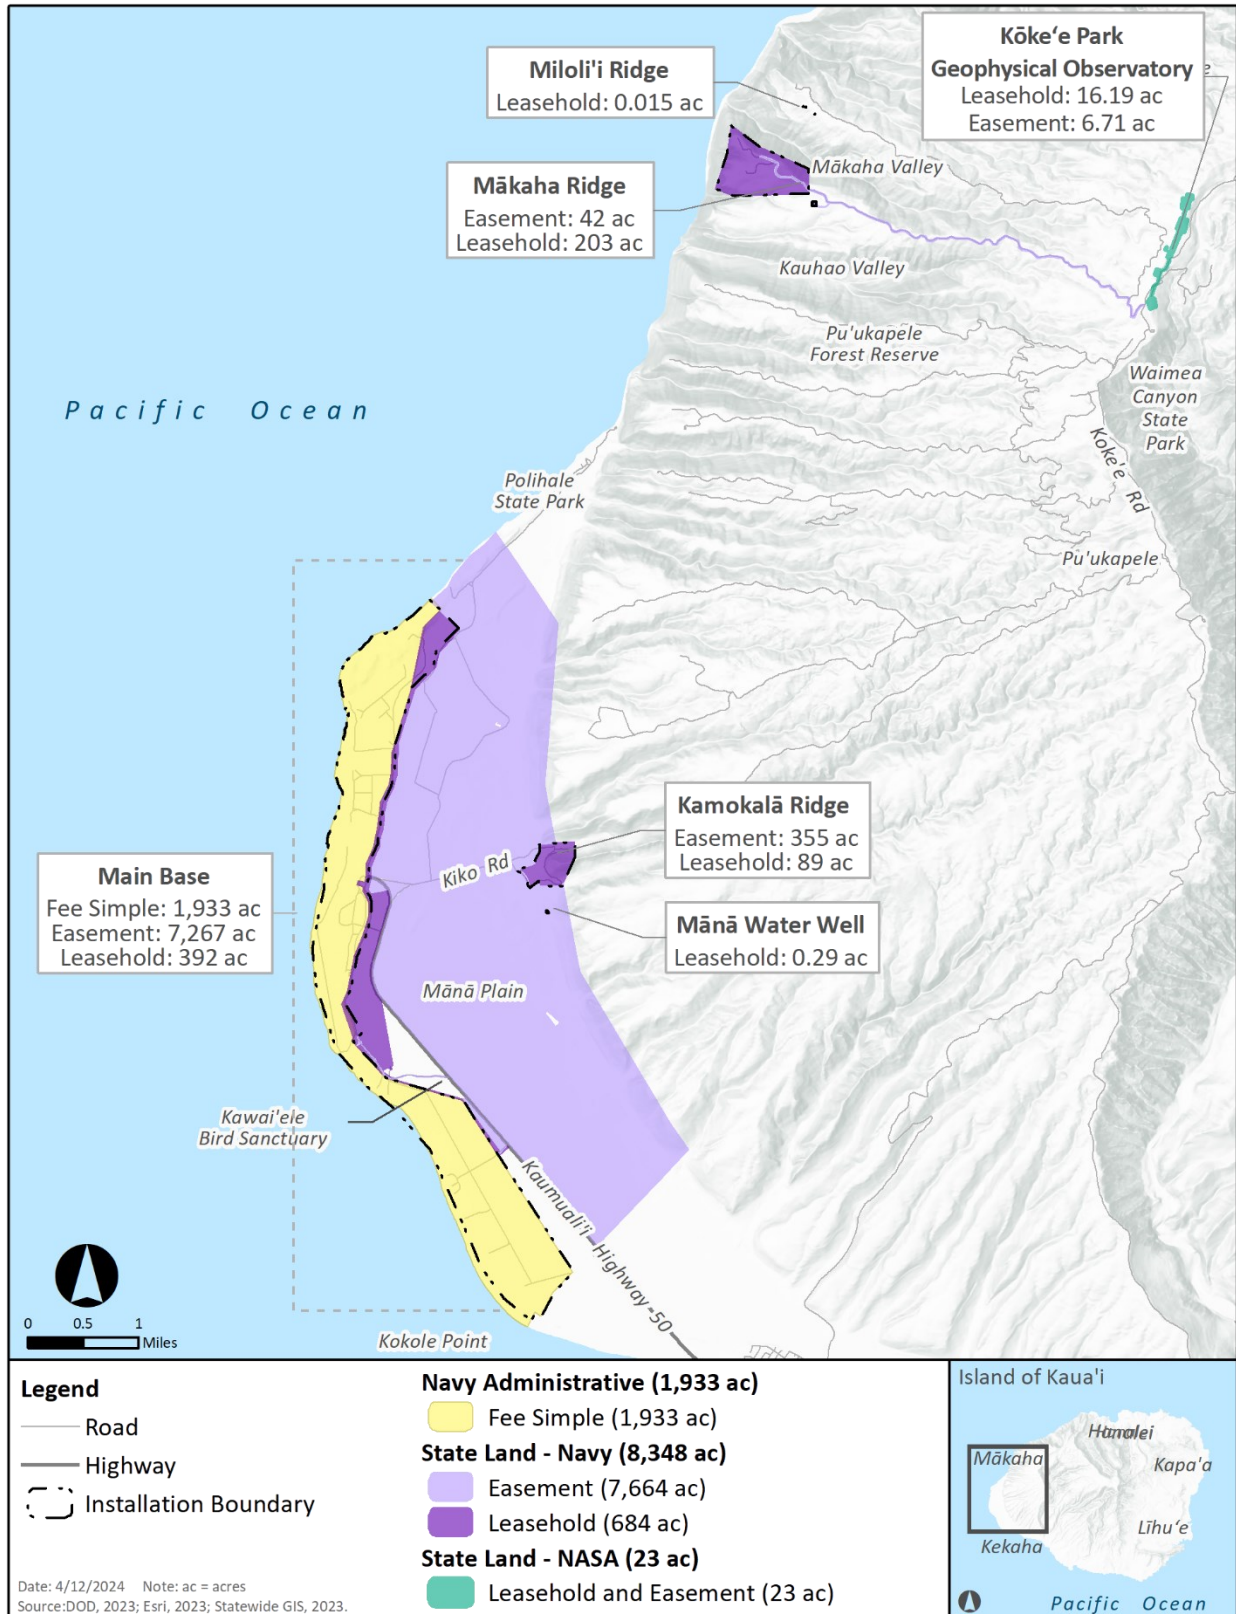 Miloli'i Ridge
Leasehold: 0.015 ac
Kōkeʻe Park
Geophysical Observatory
Leasehold: 16.19 ac
Easement: 6.71 ac
Mākaha Ridge
Easement: 42 ac
Leasehold: 203 ac
Mākaha Valley
Kauhao Valley
Pu'ukapele
Forest Reserve
Waimea
Canyon
State
Park
Koke'e Rd
Pacific Ocean
Polihale
State Park
Pu'ukapele
Kamokalā Ridge
Easement: 355 ac
Leasehold: 89 ac
Kiko Rd
Main Base
Fee Simple: 1,933 ac
Easement: 7,267 ac
Leasehold: 392 ac
Mānā Water Well
Leasehold: 0.29 ac
Mānā Plain
Kawai'ele
Bird Sanctuary
Kaumuali'i Highway 50
Kokole Point
0 0.5 1
Miles
Legend
Road
Highway
Installation Boundary
Navy Administrative (1,933 ac)
Fee Simple (1,933 ac)
State Land - Navy (8,348 ac)
Easement (7,664 ac)
Leasehold (684 ac)
State Land - NASA (23 ac)
Leasehold and Easement (23 ac)
Date: 4/12/2024 Note: ac = acres
Source:DOD, 2023; Esri, 2023; Statewide GIS, 2023.
Island of Kaua'i
Mākaha
Kapa'a
Līhuʻe
Kekaha
Pacific Ocean